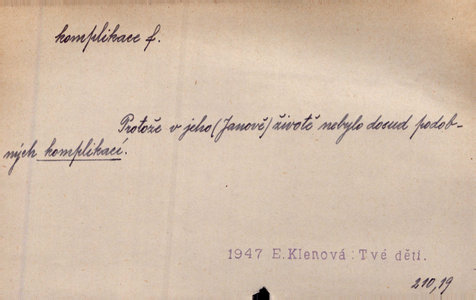 komplikace f.
Protože v jeho (Janově) životě nebylo dosud podob-
ných komplikací.
1947 E.Klenová: Tvé děti.
210,19